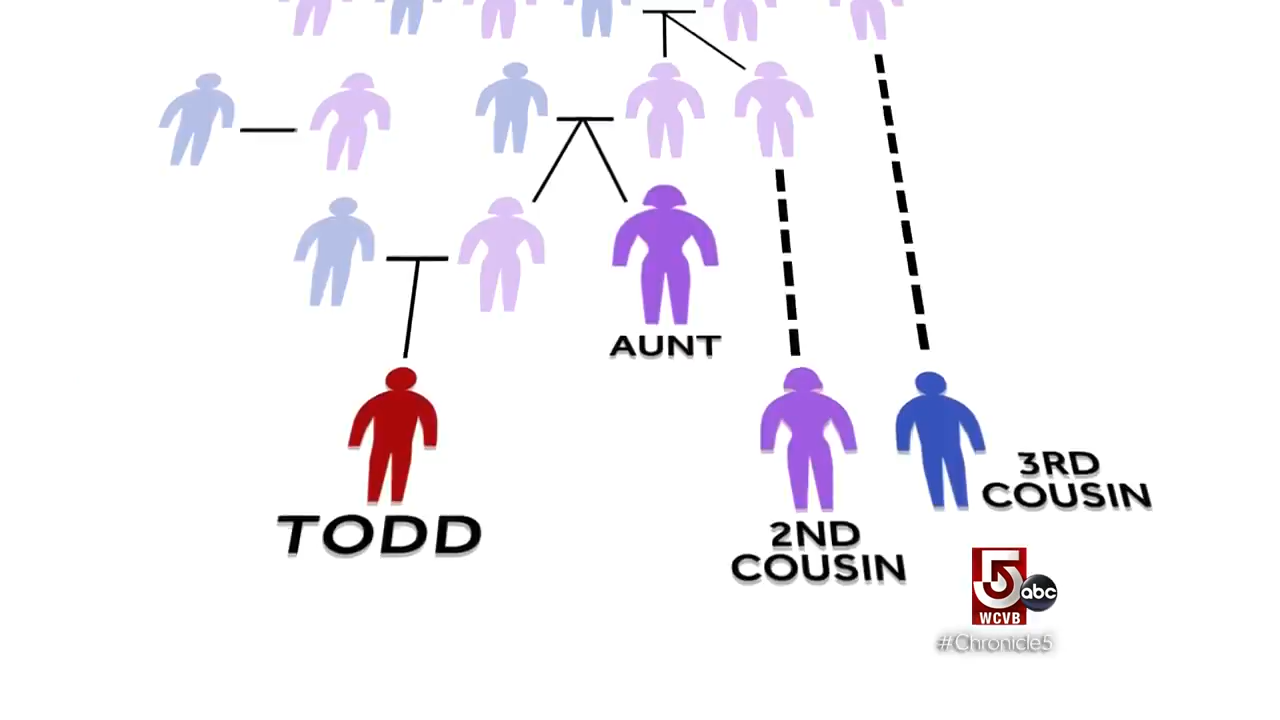 AUNT
3RD
COUSIN
TODD
2ND
COUSIN
5
abc
WCVB
#Chronicle5